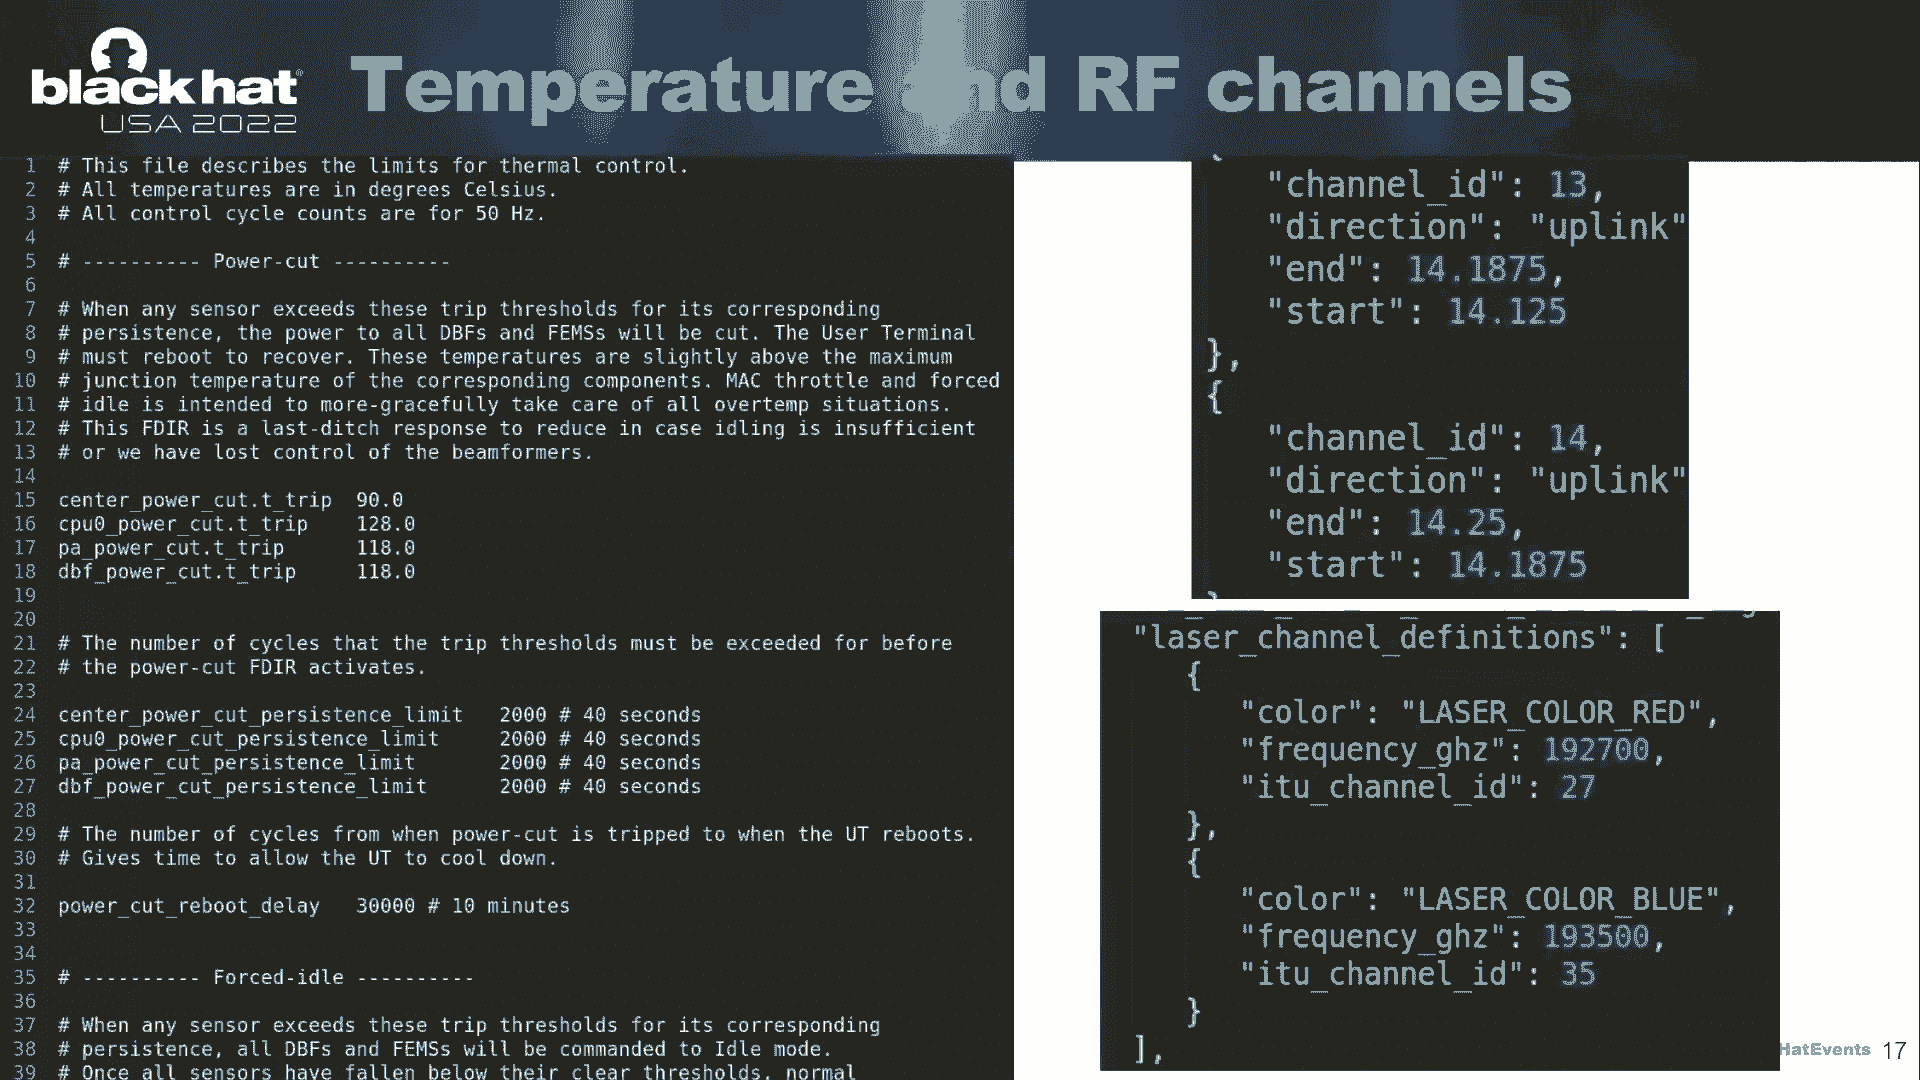 black hat®
USA 2022
Temperature and RF channels
1 # This file describes the limits for thermal control.
2 # All temperatures are in degrees Celsius.
3 # All control cycle counts are for 50 Hz.
4
5 # ---------- Power-cut ----------
6
7 # When any sensor exceeds these trip thresholds for its corresponding
8 # persistence, the power to all DBFs and FEMSs will be cut. The User Terminal
9 # must reboot to recover. These temperatures are slightly above the maximum
10 # junction temperature of the corresponding components. MAC throttle and forced
11 # idle is intended to more-gracefully take care of all overtemp situations.
12 # This FDIR is a last-ditch response to reduce in case idling is insufficient
13 # or we have lost control of the beamformers.
14
15 center_power_cut.t_trip 90.0
16 cpu0_power_cut.t_trip 128.0
17 pa_power_cut.t_trip 118.0
18 dbf_power_cut.t_trip 118.0
19
20
21 # The number of cycles that the trip thresholds must be exceeded for before
22 # the power-cut FDIR activates.
23
24 center_power_cut_persistence_limit 2000 # 40 seconds
25 cpu0_power_cut_persistence_limit 2000 # 40 seconds
26 pa_power_cut_persistence_limit 2000 # 40 seconds
27 dbf_power_cut_persistence_limit 2000 # 40 seconds
28
29 # The number of cycles from when power-cut is tripped to when the UT reboots.
30 # Gives time to allow the UT to cool down.
31
32 power_cut_reboot_delay 30000 # 10 minutes
33
34
35 # ---------- Forced-idle ----------
36
37 # When any sensor exceeds these trip thresholds for its corresponding
38 # persistence, all DBFs and FEMSs will be commanded to Idle mode.
39 # Once all sensors have fallen below their clear thresholds, normal
"channel_id": 13,
"direction": "uplink"
"end": 14.1875,
"start": 14.125
},
{
"channel_id": 14,
"direction": "uplink"
"end": 14.25,
"start": 14.1875
"laser_channel_definitions": [
{
"color": "LASER_COLOR_RED",
"frequency_ghz": 192700,
"itu_channel_id": 27
},
{
"color": "LASER_COLOR_BLUE",
"frequency_ghz": 193500,
"itu_channel_id": 35
}
],
HatEvents 17